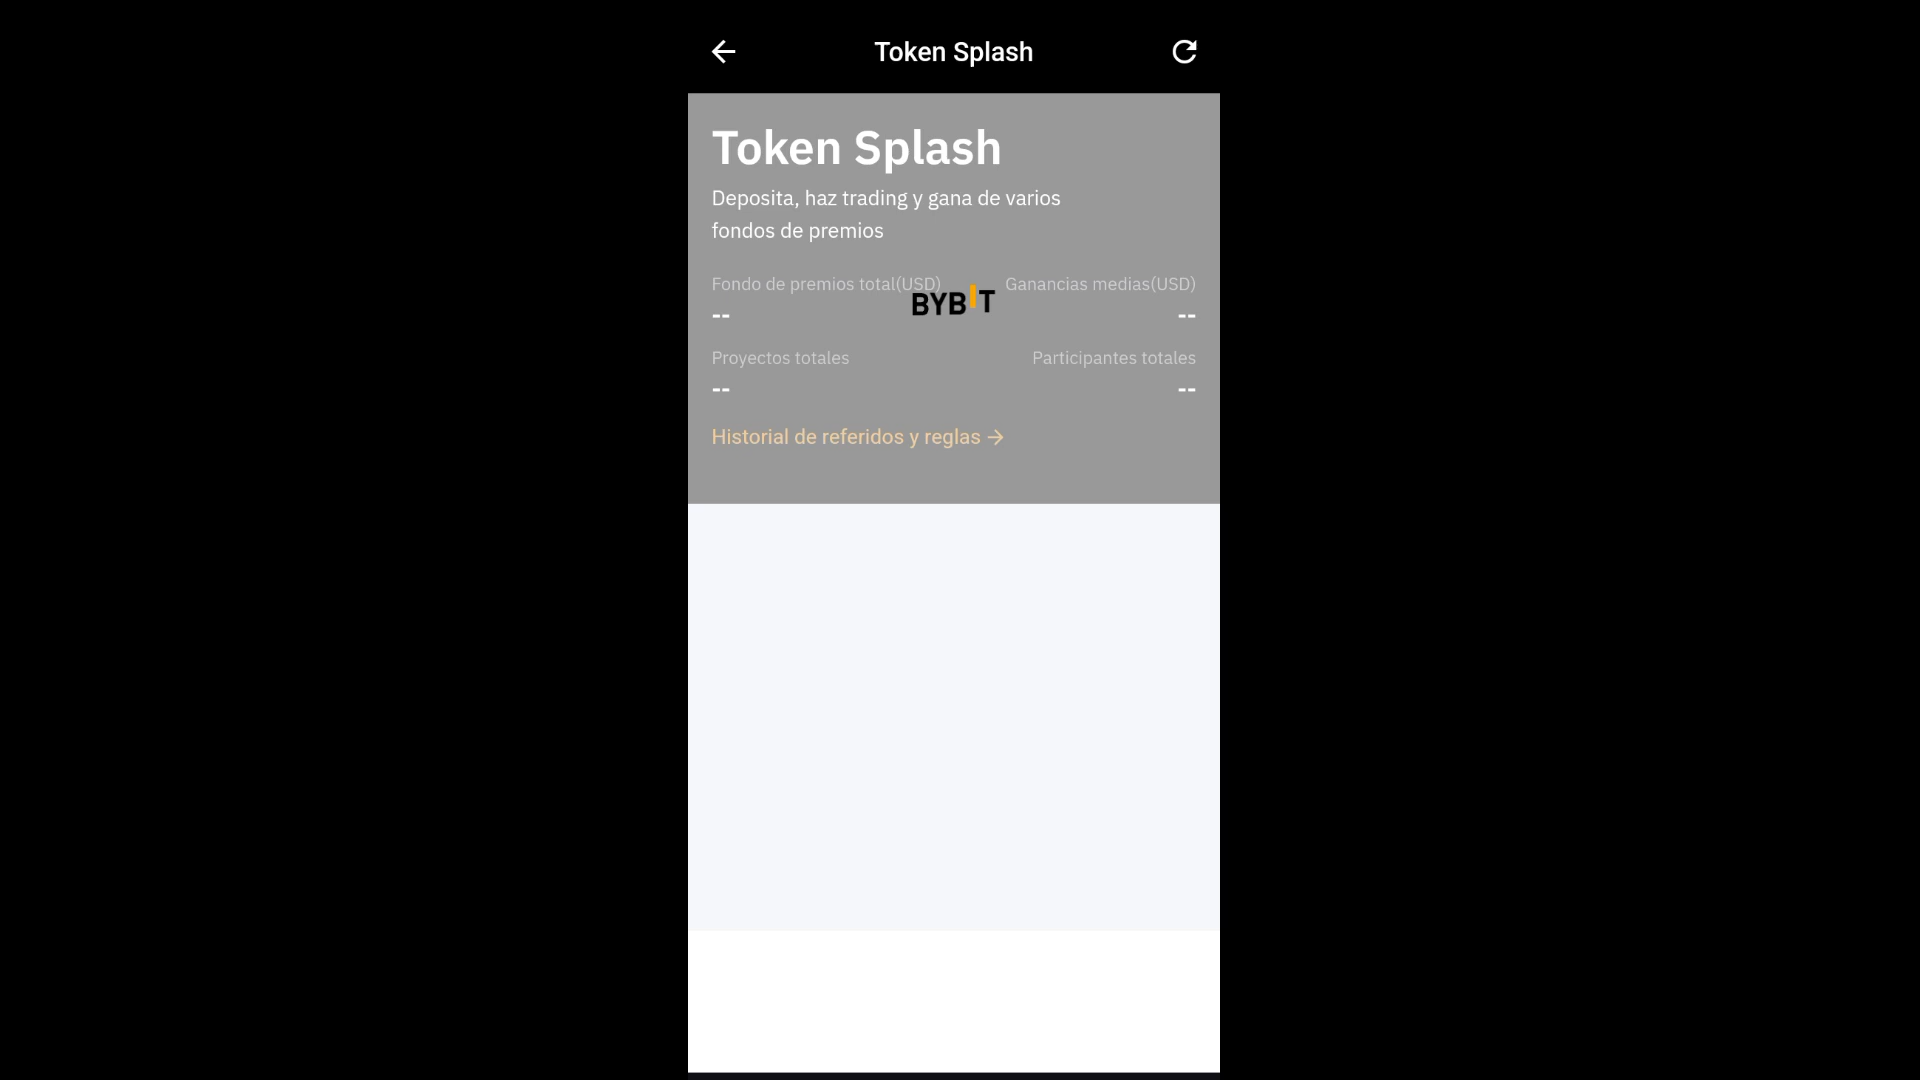 Token Splash
Token Splash
Deposita, haz trading y gana de varios
fondos de premios
Fondo de premios total(USD) Ganancias medias(USD)
BYBIT
-- --
Proyectos totales Participantes totales
-- --
Historial de referidos y reglas →